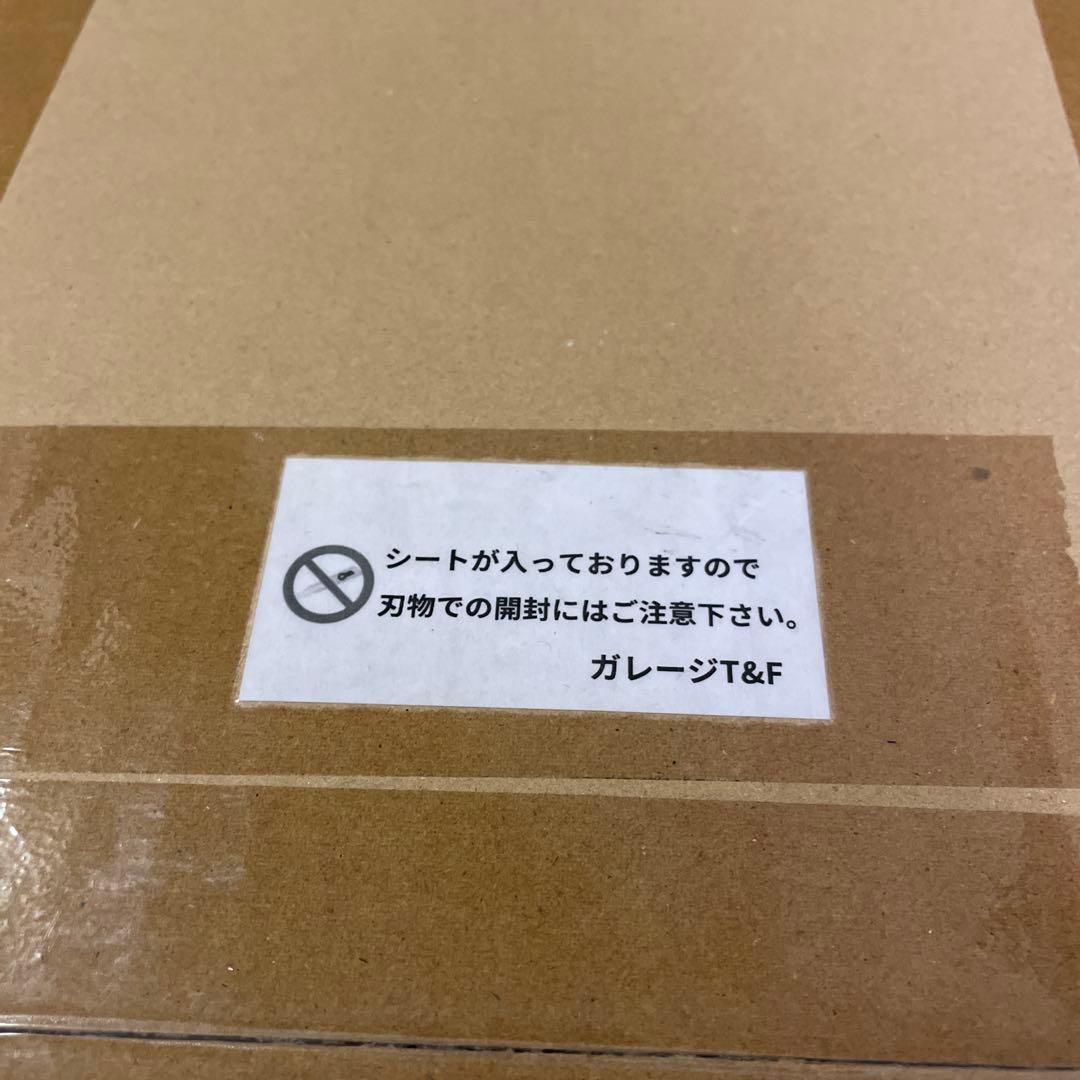 シートが入っておりますので
刃物での開封にはご注意下さい。
ガレージT&F